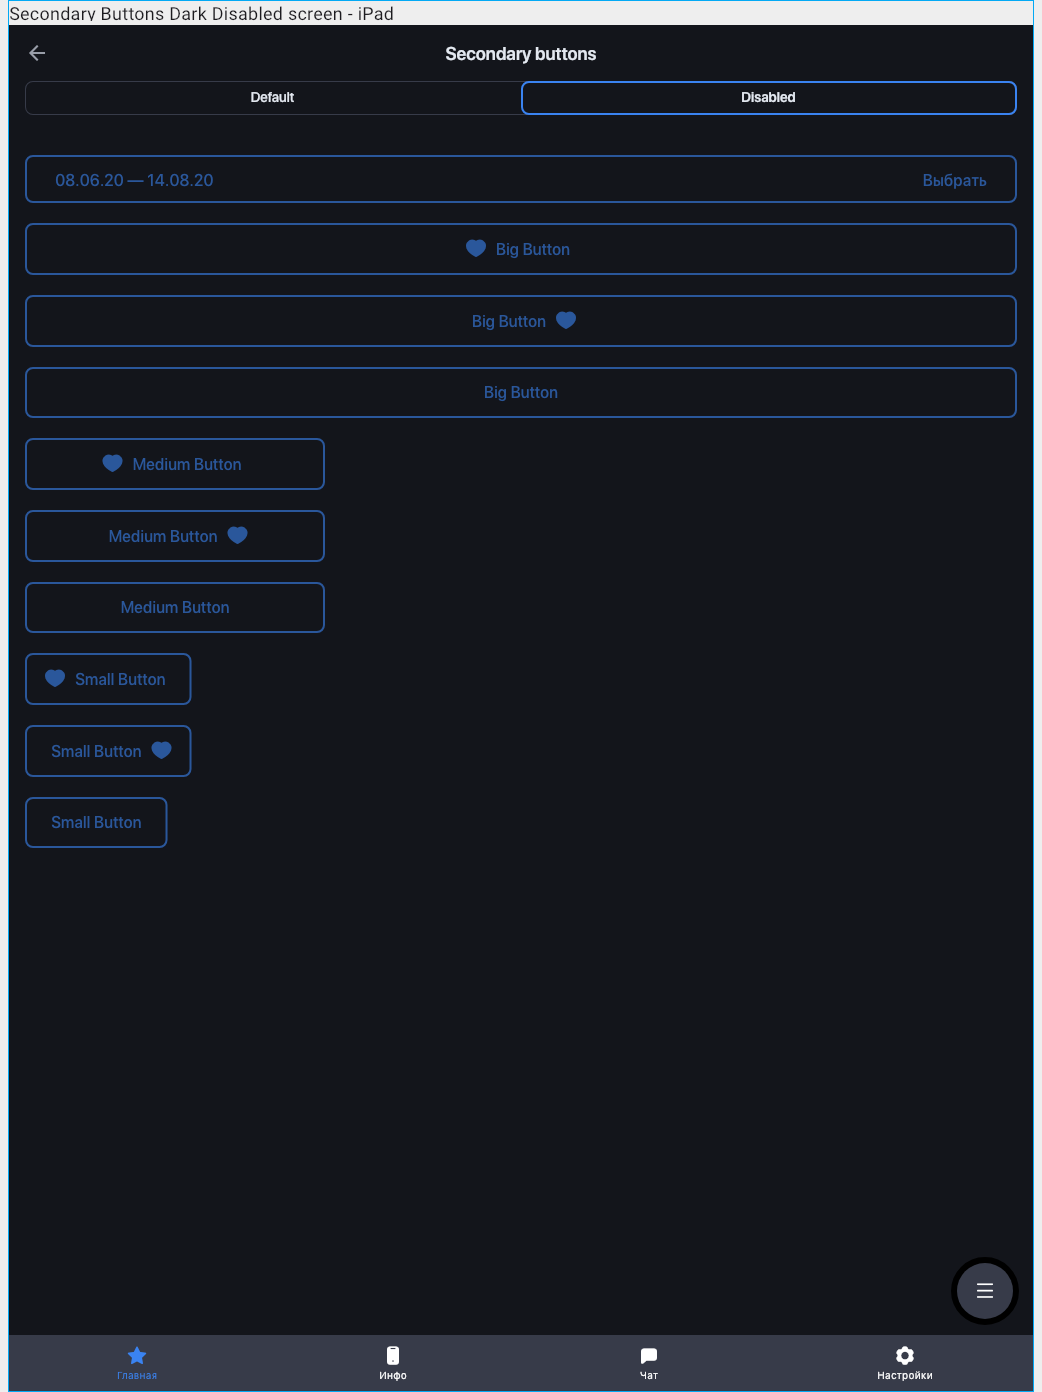 Secondary Buttons Dark Disabled screen - iPad
Secondary buttons
Default
Disabled
08.06.20 — 14.08.20
Выбрать
Big Button
Big Button
Big Button
Medium Button
Medium Button
Medium Button
Small Button
Small Button
Small Button
Главная
Инфо
Чат
Настройки